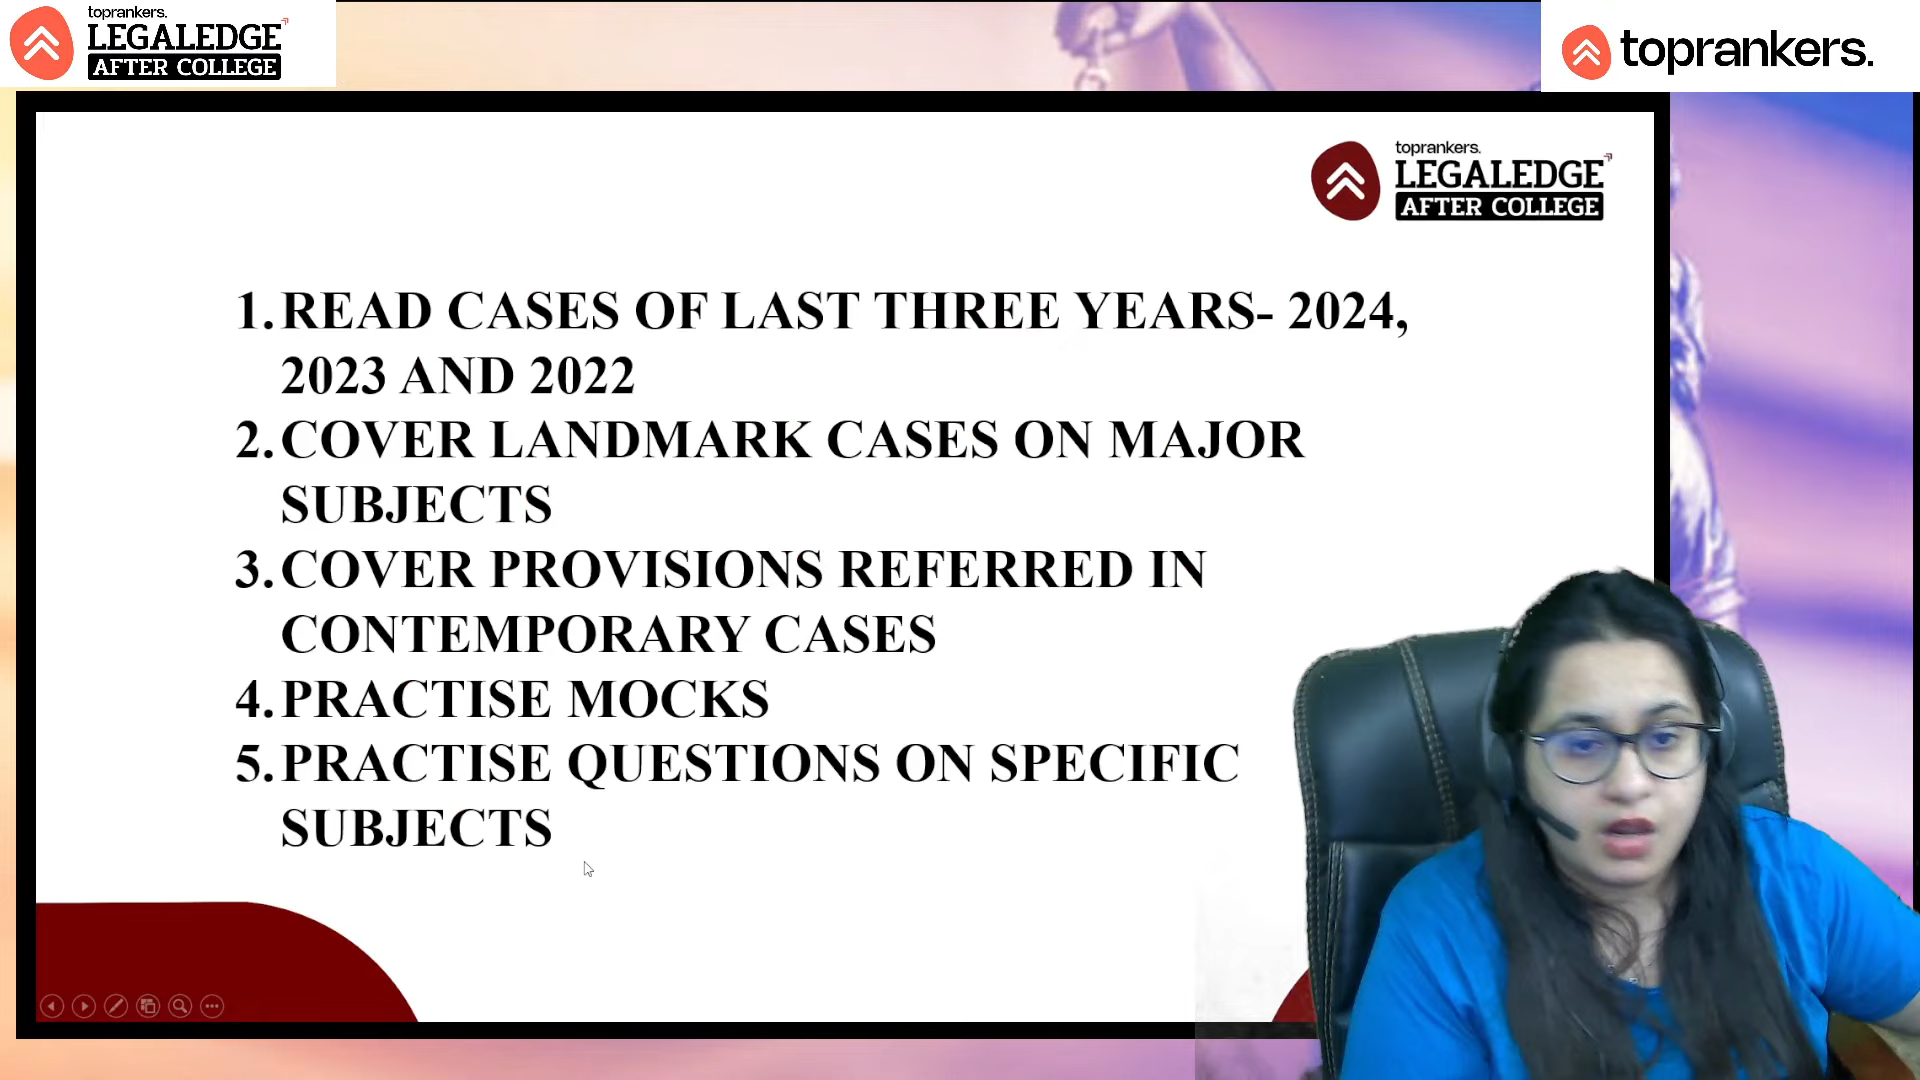 toprankers.
LEGALEDGE
AFTER COLLEGE
toprankers.
toprankers.
LEGALEDGE
AFTER COLLEGE
1. READ CASES OF LAST THREE YEARS- 2024,
2023 AND 2022
2. COVER LANDMARK CASES ON MAJOR
SUBJECTS
3. COVER PROVISIONS REFERRED IN
CONTEMPORARY CASES
4. PRACTISE MOCKS
5. PRACTISE QUESTIONS ON SPECIFIC
SUBJECTS